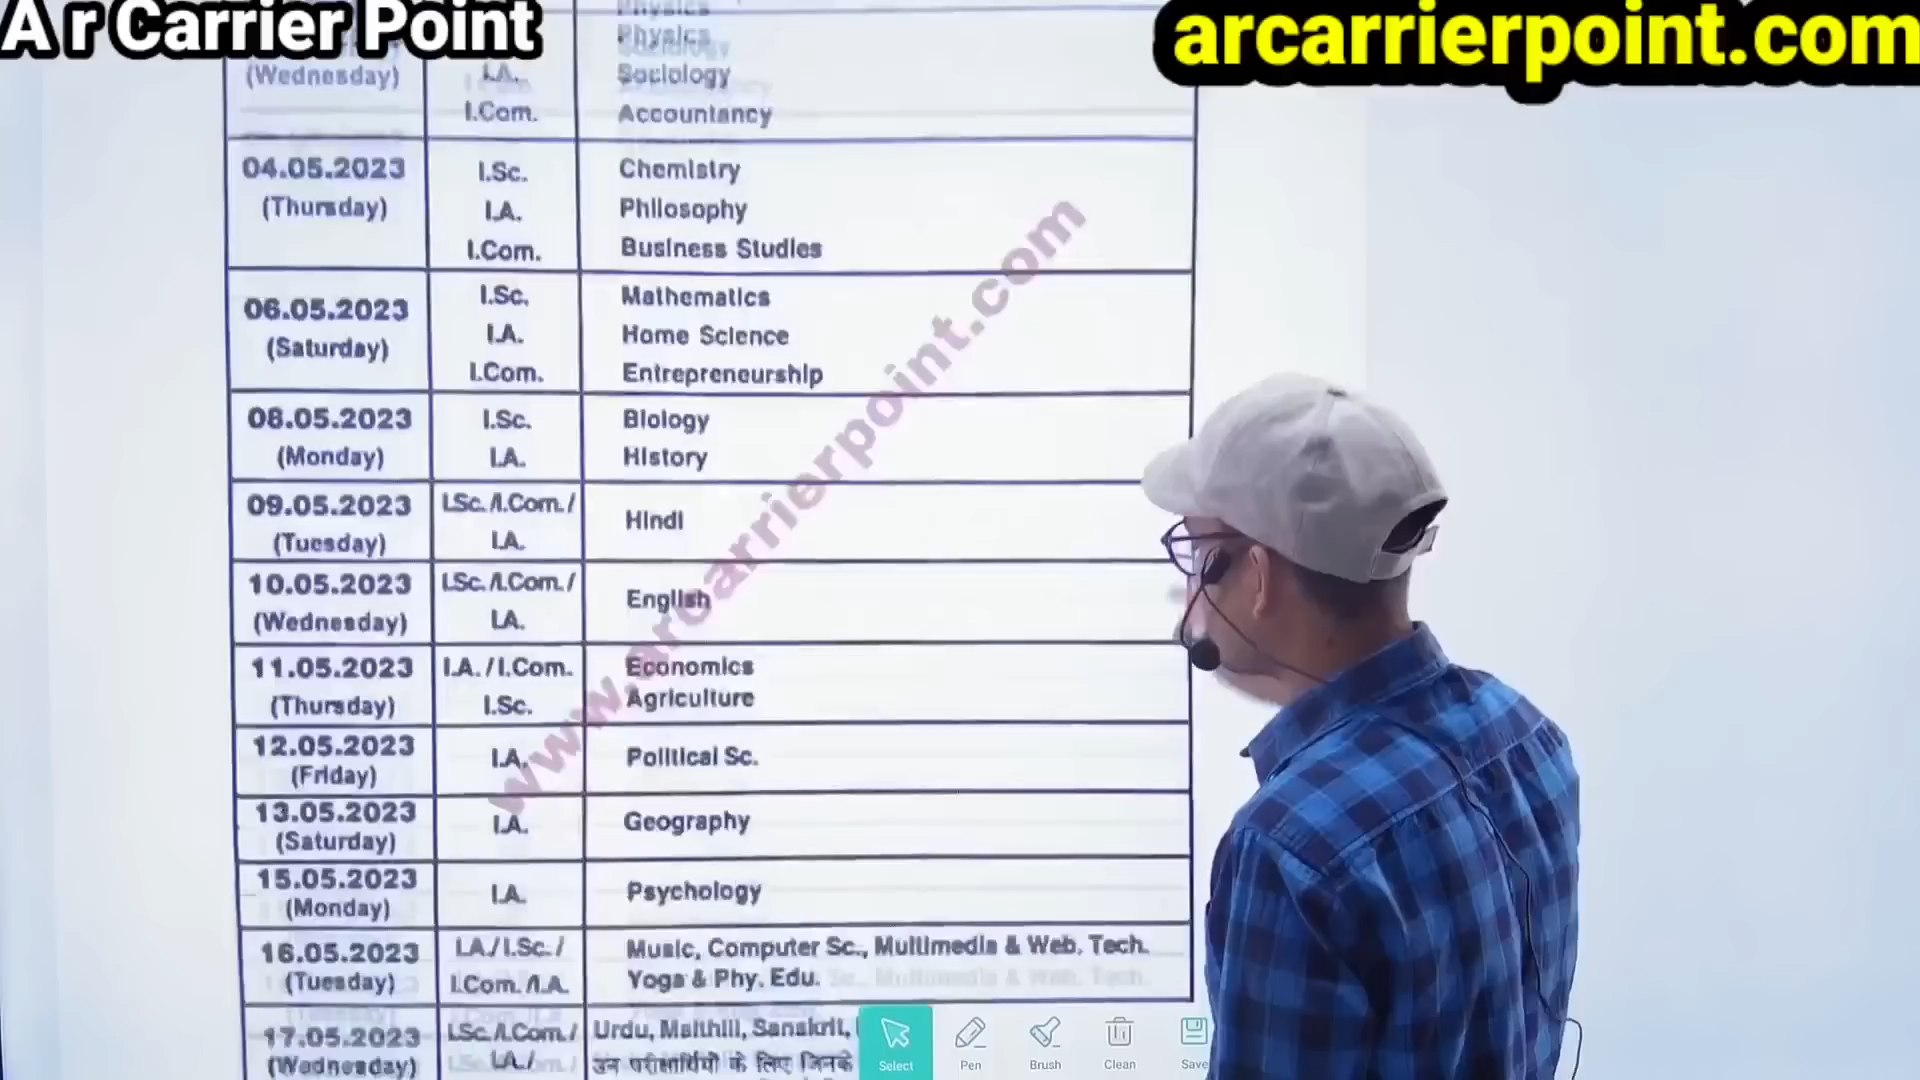 A r Carrier Point
arcarrierpoint.com
Physics
Physics
(Wednesday) I.A. Sociology
I.Com. Accountancy
04.05.2023 I.Sc. Chemistry
(Thursday) I.A. Philosophy
I.Com. Business Studies
06.05.2023 I.Sc. Mathematics
(Saturday) I.A. Home Science
I.Com. Entrepreneurship
08.05.2023 I.Sc. Biology
(Monday) I.A. History
09.05.2023 I.Sc./I.Com./ Hindi
(Tuesday) I.A.
10.05.2023 I.Sc./I.Com./ English
(Wednesday) I.A.
11.05.2023 I.A./I.Com. Economics
(Thursday) I.Sc. Agriculture
12.05.2023 I.A. Political Sc.
(Friday)
13.05.2023 I.A. Geography
(Saturday)
15.05.2023 I.A. Psychology
(Monday)
16.05.2023 I.A./I.Sc./ Music, Computer Sc., Multimedia & Web. Tech.
(Tuesday) I.Com./I.A. Yoga & Phy. Edu.
17.05.2023 I.Sc./I.Com./ Urdu, Maithili, Sanskrit,
(Wednesday) I.A./ उन परीक्षार्थियों के लिए जिनके
www.arcarrierpoint.com
Select Pen Brush Clean Save